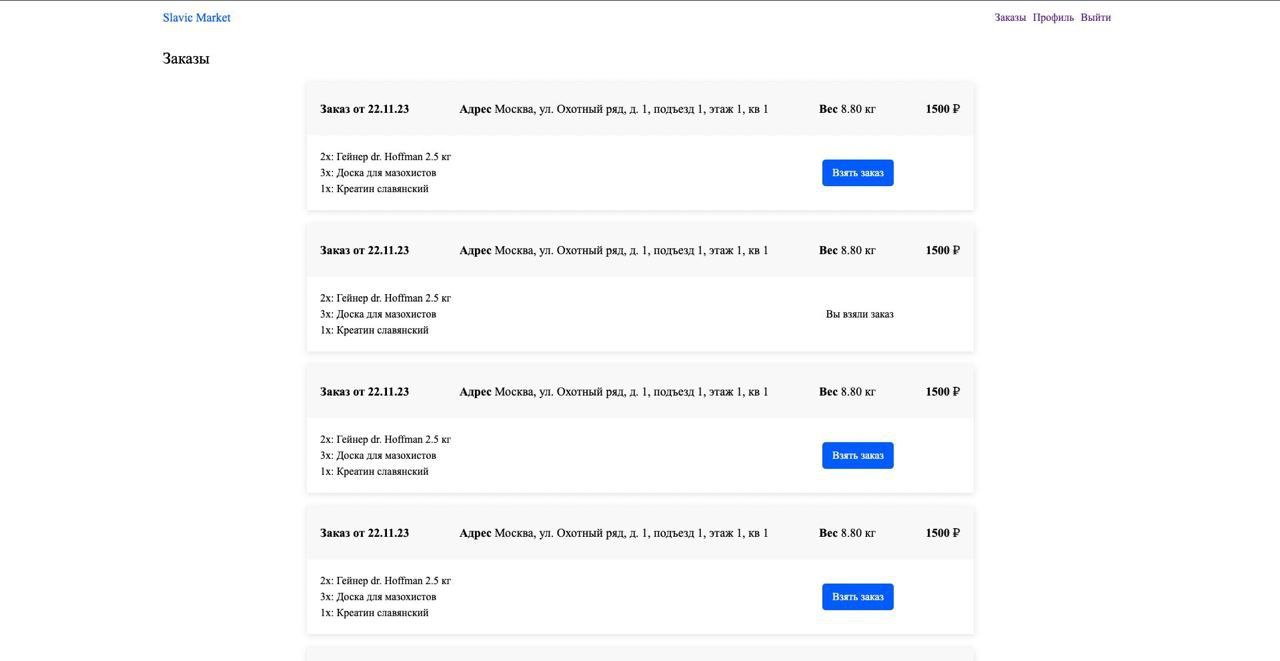 Slavic Market Заказы Профиль Выйти
Заказы
Заказ от 22.11.23 Адрес Москва, ул. Охотный ряд, д. 1, подъезд 1, этаж 1, кв 1 Вес 8.80 кг 1500 ₽
2x: Гейнер dr. Hoffman 2.5 кг
3x: Доска для мазохистов
1x: Креатин славянский
Взять заказ
Заказ от 22.11.23 Адрес Москва, ул. Охотный ряд, д. 1, подъезд 1, этаж 1, кв 1 Вес 8.80 кг 1500 ₽
2x: Гейнер dr. Hoffman 2.5 кг
3x: Доска для мазохистов
1x: Креатин славянский
Вы взяли заказ
Заказ от 22.11.23 Адрес Москва, ул. Охотный ряд, д. 1, подъезд 1, этаж 1, кв 1 Вес 8.80 кг 1500 ₽
2x: Гейнер dr. Hoffman 2.5 кг
3x: Доска для мазохистов
1x: Креатин славянский
Взять заказ
Заказ от 22.11.23 Адрес Москва, ул. Охотный ряд, д. 1, подъезд 1, этаж 1, кв 1 Вес 8.80 кг 1500 ₽
2x: Гейнер dr. Hoffman 2.5 кг
3x: Доска для мазохистов
1x: Креатин славянский
Взять заказ